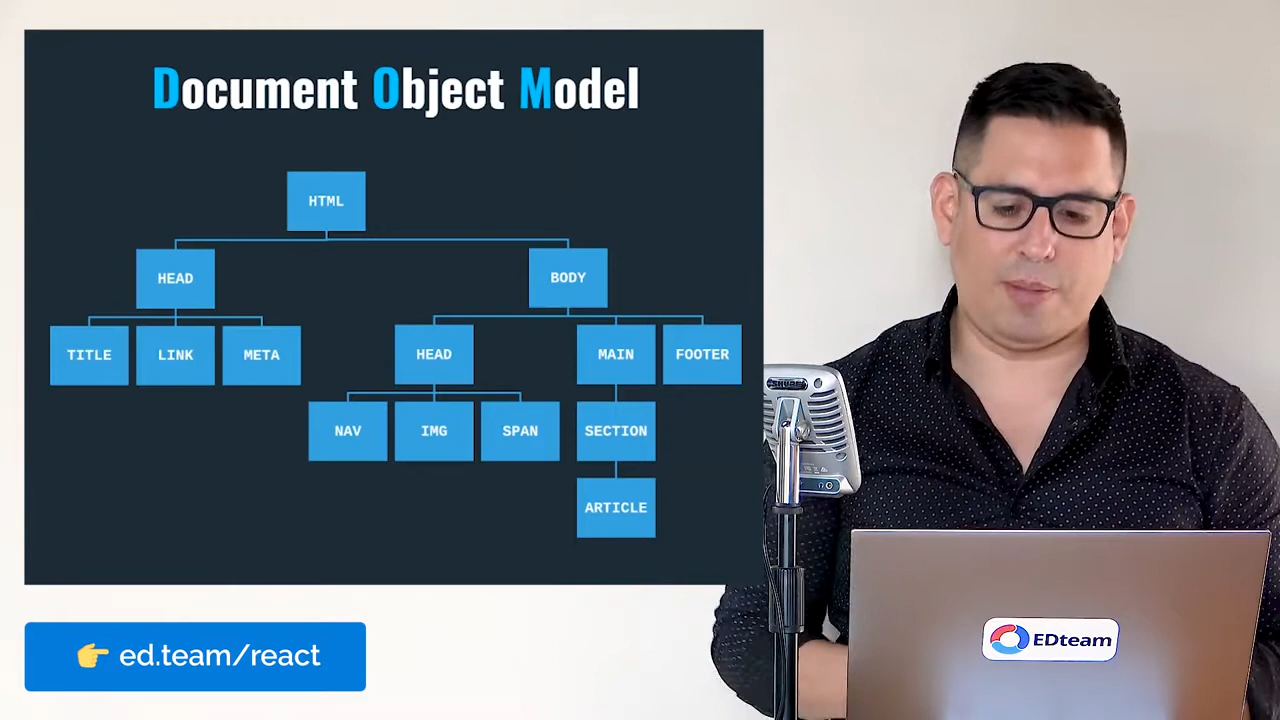 Document Object Model
HTML
HEAD
BODY
TITLE
LINK
META
HEAD
MAIN
FOOTER
NAV
IMG
SPAN
SECTION
ARTICLE
SHURE
👉 ed.team/react
EDteam